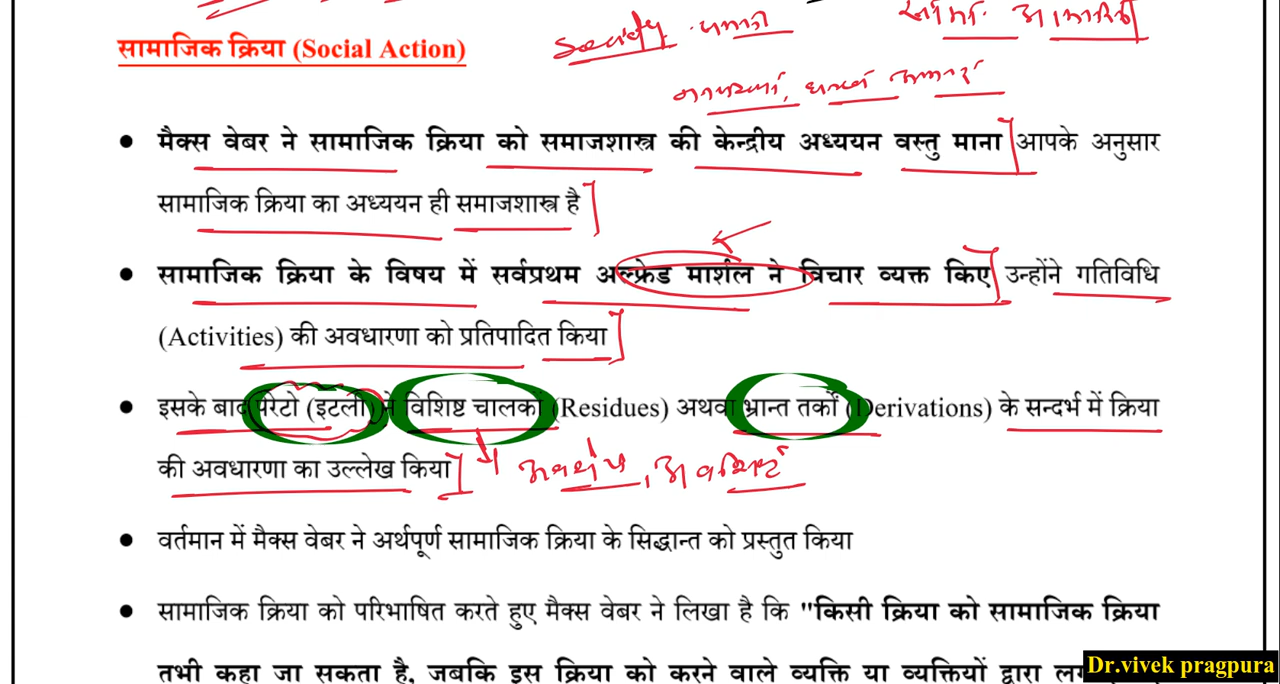 Society समाज
सामाजिक क्रिया (Social Action)
मैक्स वेबर ने सामाजिक क्रिया को समाजशास्त्र की केन्द्रीय अध्ययन वस्तु माना आपके अनुसार
सामाजिक क्रिया का अध्ययन ही समाजशास्त्र है
सामाजिक क्रिया के विषय में सर्वप्रथम अल्फ्रेड मार्शल ने विचार व्यक्त किए उन्होंने गतिविधि
(Activities) की अवधारणा को प्रतिपादित किया
इसके बाद परेटो (इटली) ने विशिष्ट चालकों (Residues) अथवा भ्रान्त तर्कों (Derivations) के सन्दर्भ में क्रिया
की अवधारणा का उल्लेख किया
अवशेष, अवशिष्ट
वर्तमान में मैक्स वेबर ने अर्थपूर्ण सामाजिक क्रिया के सिद्धान्त को प्रस्तुत किया
सामाजिक क्रिया को परिभाषित करते हुए मैक्स वेबर ने लिखा है कि "किसी क्रिया को सामाजिक क्रिया
तभी कहा जा सकता है, जबकि इस क्रिया को करने वाले व्यक्ति या व्यक्तियों द्वारा
Dr.vivek pragpura